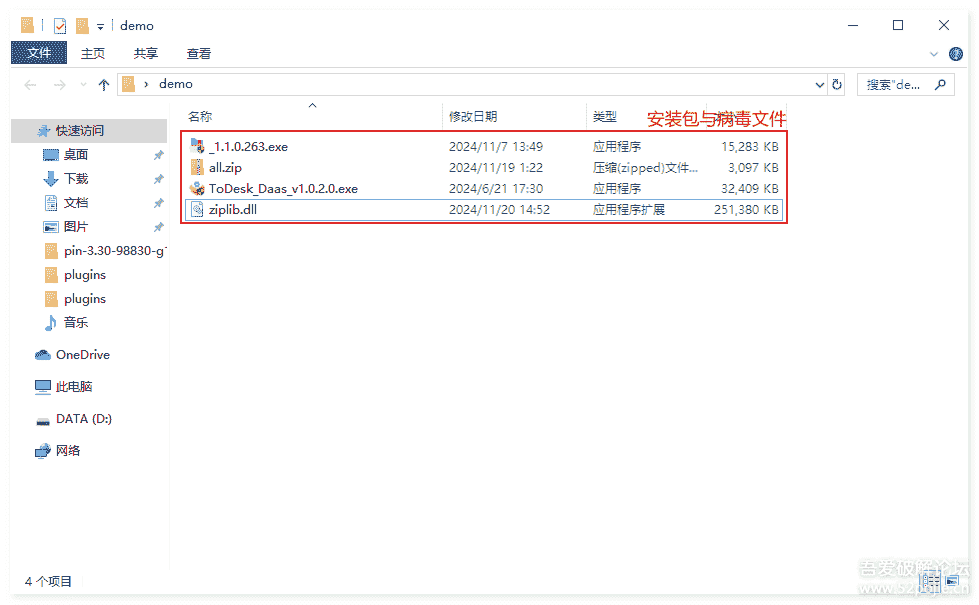 demo
文件 主页 共享 查看
demo
搜索"de...
名称 修改日期 类型
安装包与病毒文件
_1.1.0.263.exe 2024/11/7 13:49 应用程序 15,283 KB
all.zip 2024/11/19 1:22 压缩(zipped)文件... 3,097 KB
ToDesk_Daas_v1.0.2.0.exe 2024/6/21 17:30 应用程序 32,409 KB
ziplib.dll 2024/11/20 14:52 应用程序扩展 251,380 KB
快速访问
桌面
下载
文档
图片
pin-3.30-98830-g
plugins
plugins
音乐
OneDrive
此电脑
DATA (D:)
网络
4 个项目
吾爱破解论坛